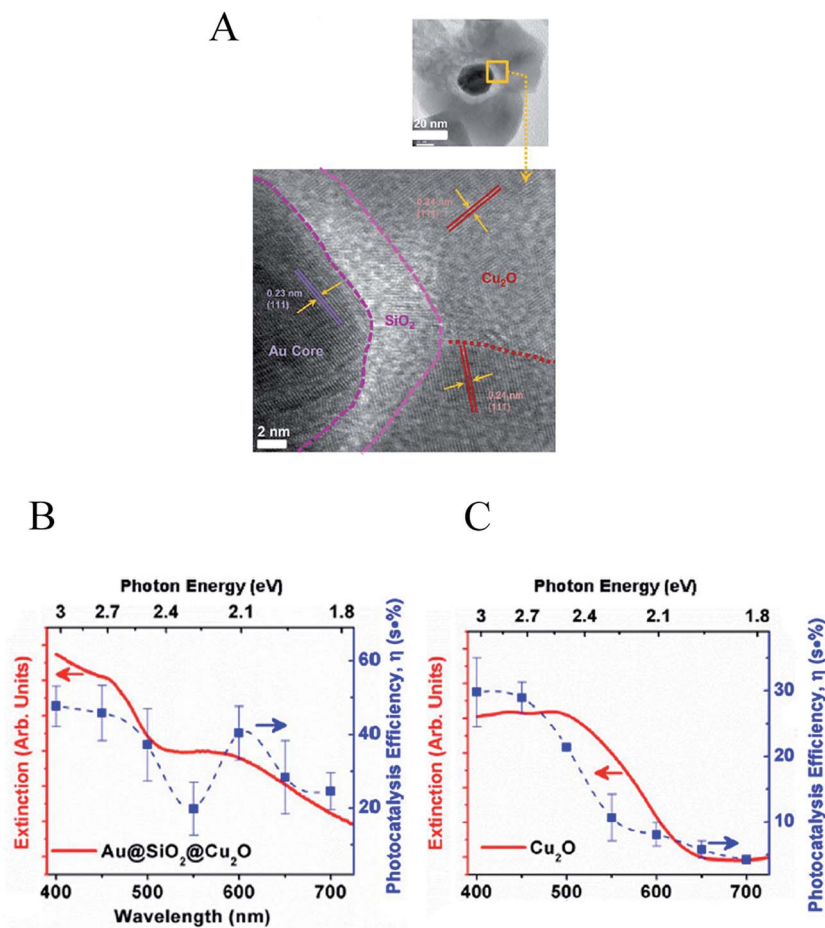 A
20 nm
0.24 nm
(111)
Cu₂O
0.23 nm
(111)
SiO₂
Au Core
0.24 nm
(111)
2 nm
B
Photon Energy (eV)
3 2.7 2.4 2.1 1.8
Extinction (Arb. Units)
60
40
20
Photocatalysis Efficiency, η (s•%)
Au@SiO₂@Cu₂O
400 500 600 700
Wavelength (nm)
C
Photon Energy (eV)
3 2.7 2.4 2.1 1.8
Extinction (Arb. Units)
30
20
10
Photocatalysis Efficiency, η (s•%)
Cu₂O
400 500 600 700